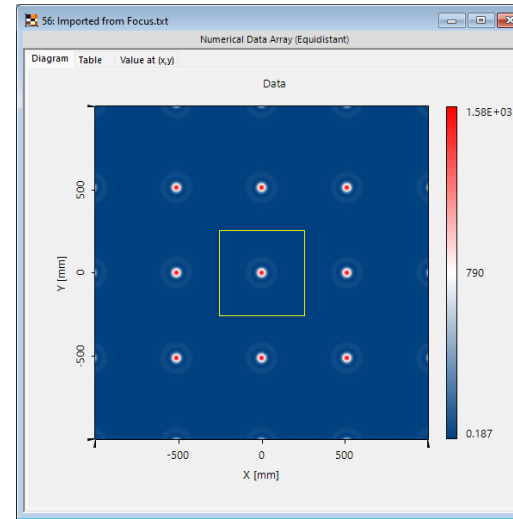 56: Imported from Focus.txt
Numerical Data Array (Equidistant)
Diagram Table Value at (x,y)
Data
1.58E+03
790
0.187
Y [mm]
500
0
-500
-500 0 500
X [mm]